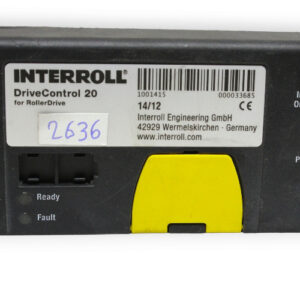 INTERROLL
DriveControl 20
for RollerDrive
1001415 000033685
14/12 CE
Interroll Engineering GmbH
42929 Wermelskirchen - Germany
www.interroll.com
2636
Ready
Fault